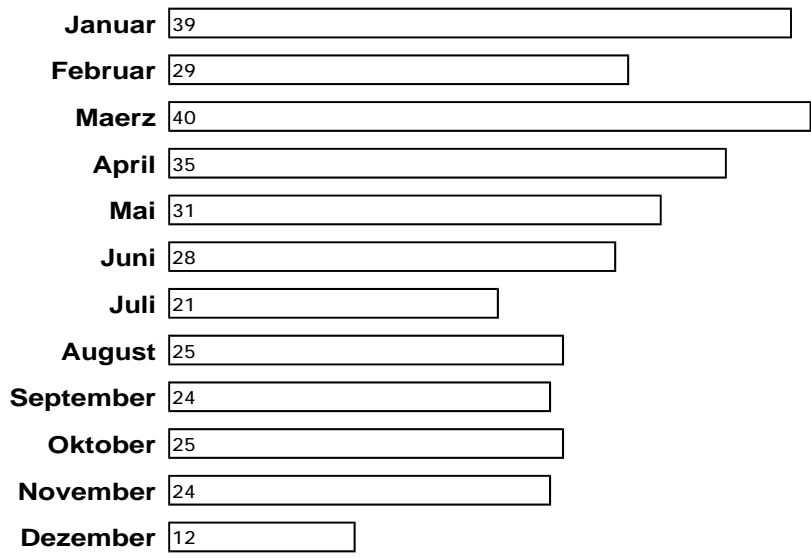 Januar 39
Februar 29
Maerz 40
April 35
Mai 31
Juni 28
Juli 21
August 25
September 24
Oktober 25
November 24
Dezember 12